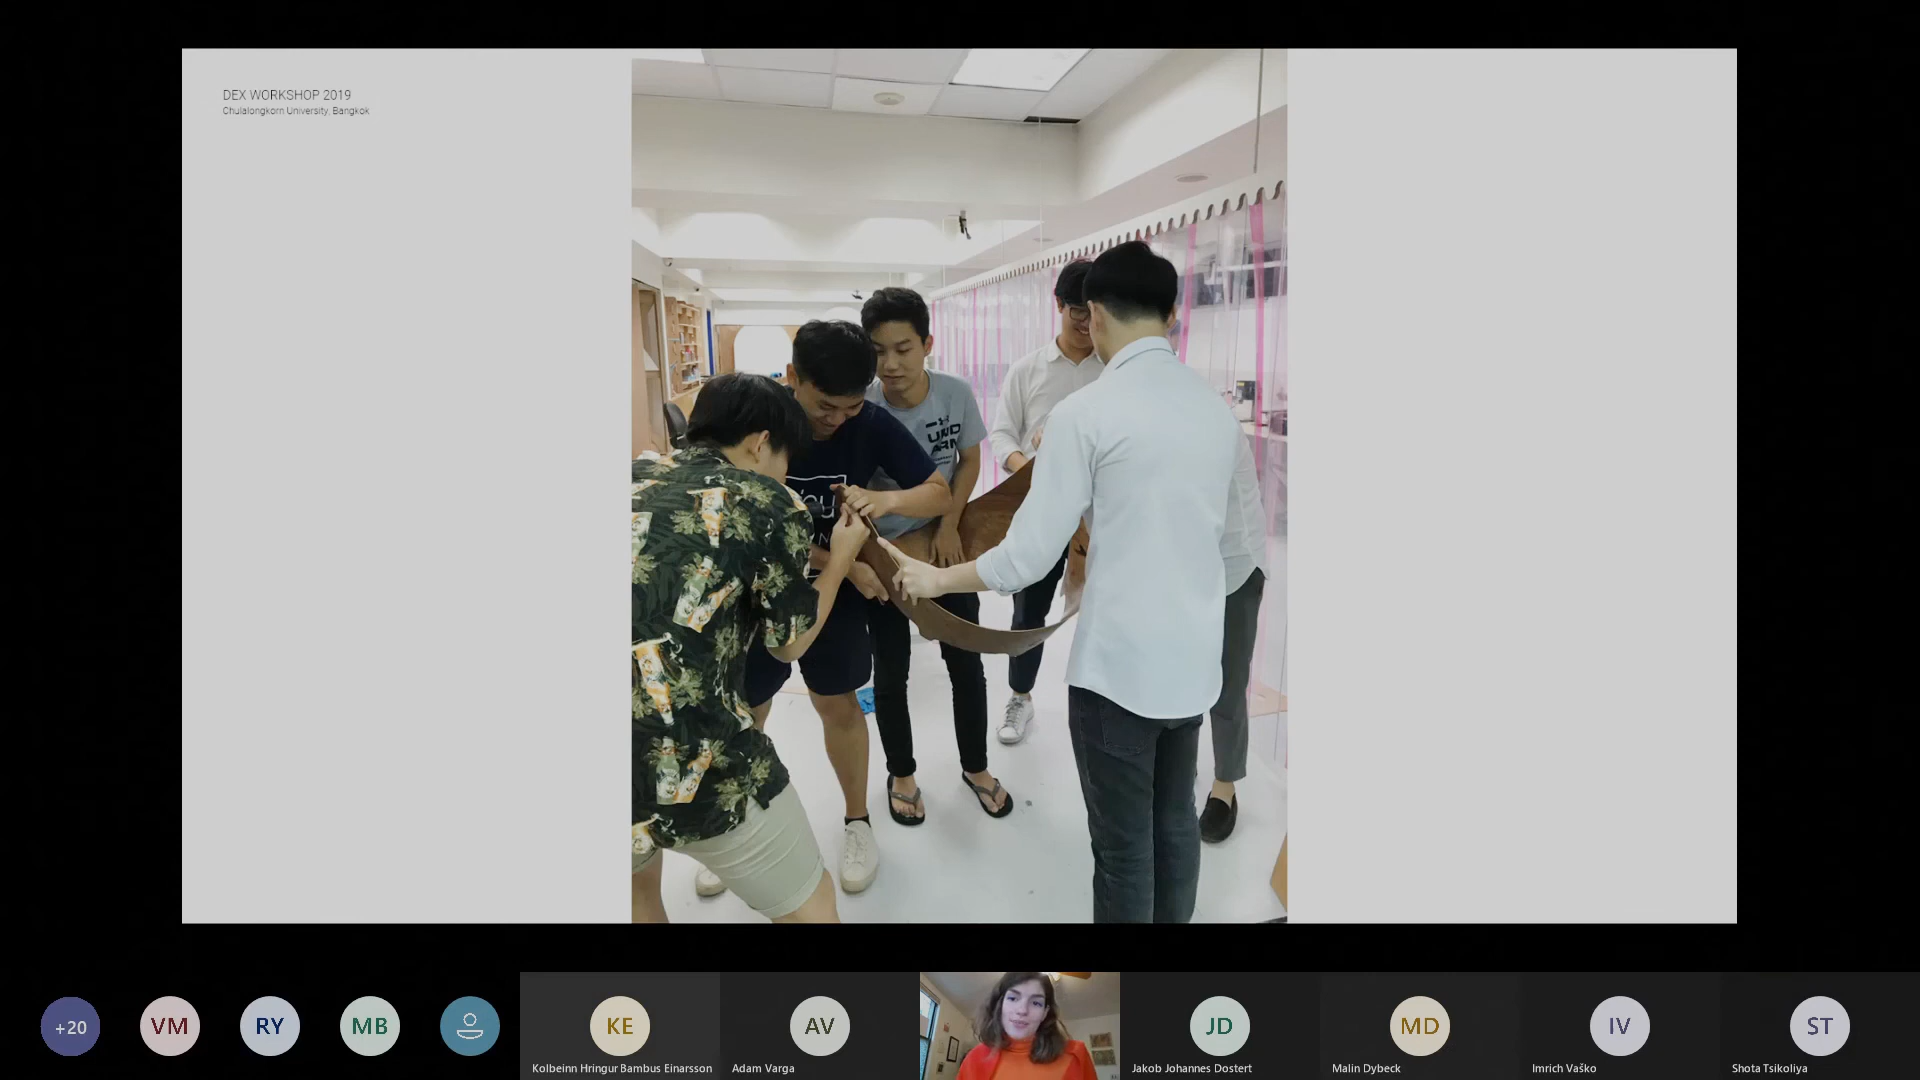 DEX WORKSHOP 2019
Chulalongkorn University, Bangkok
+20
VM
RY
MB
KE
Kolbeinn Hringur Bambus Einarsson
AV
Adam Varga
JD
Jakob Johannes Dostert
MD
Malin Dybeck
IV
Imrich Vaško
ST
Shota Tsikoliya